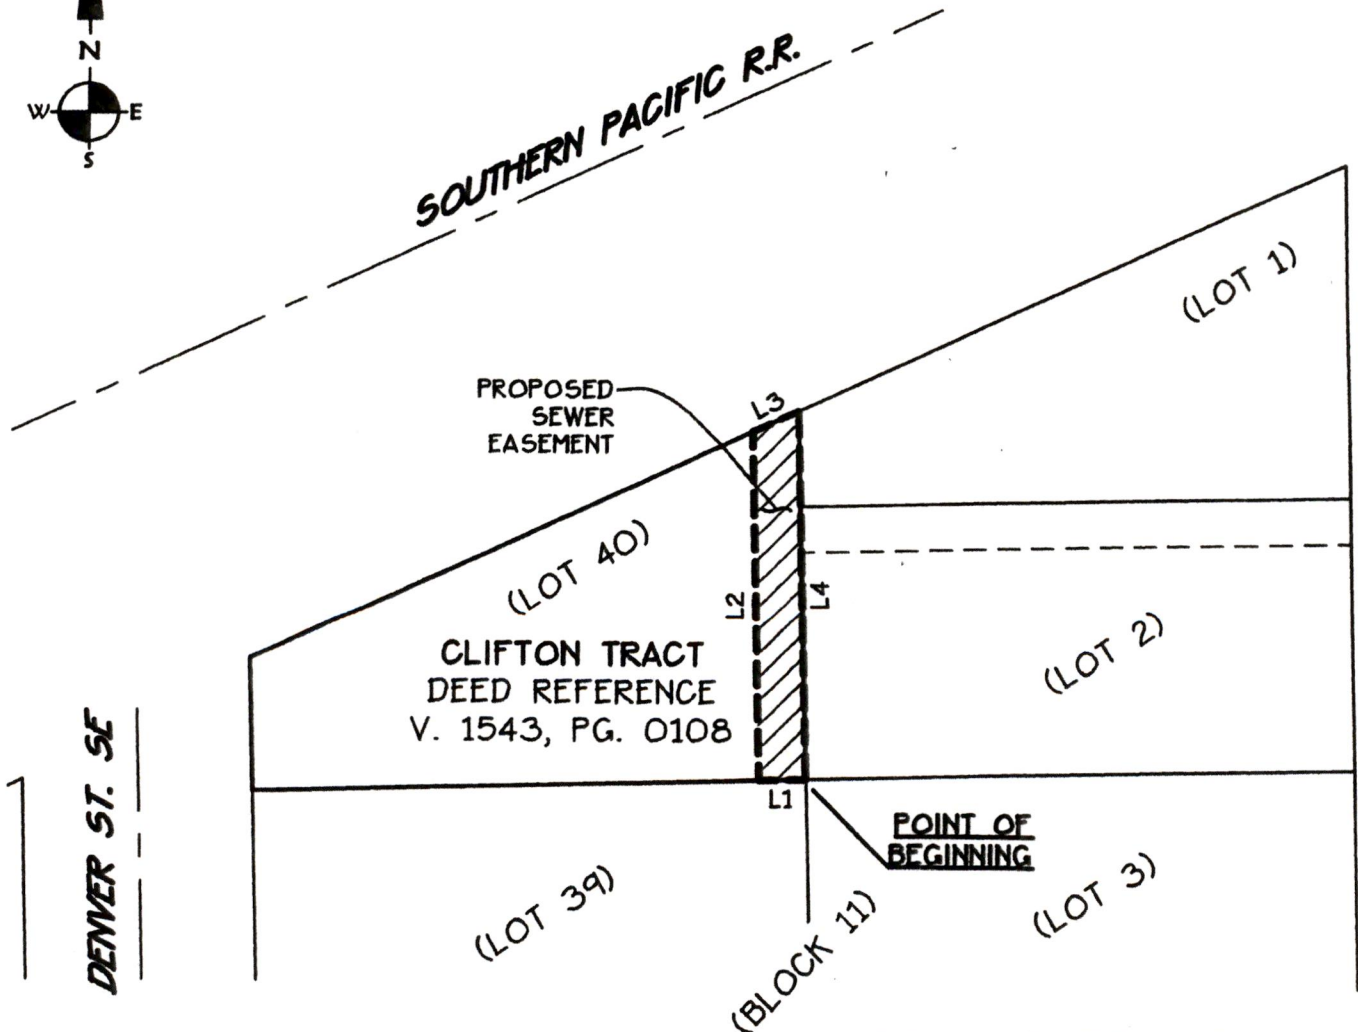 N
W E
S
SOUTHERN PACIFIC R.R.
(LOT 1)
PROPOSED
SEWER
EASEMENT
L3
(LOT 40)
L2
L4
(LOT 2)
CLIFTON TRACT
DEED REFERENCE
V. 1543, PG. 0108
DENVER ST. SE
L1
POINT OF
BEGINNING
(LOT 39)
(BLOCK 11)
(LOT 3)